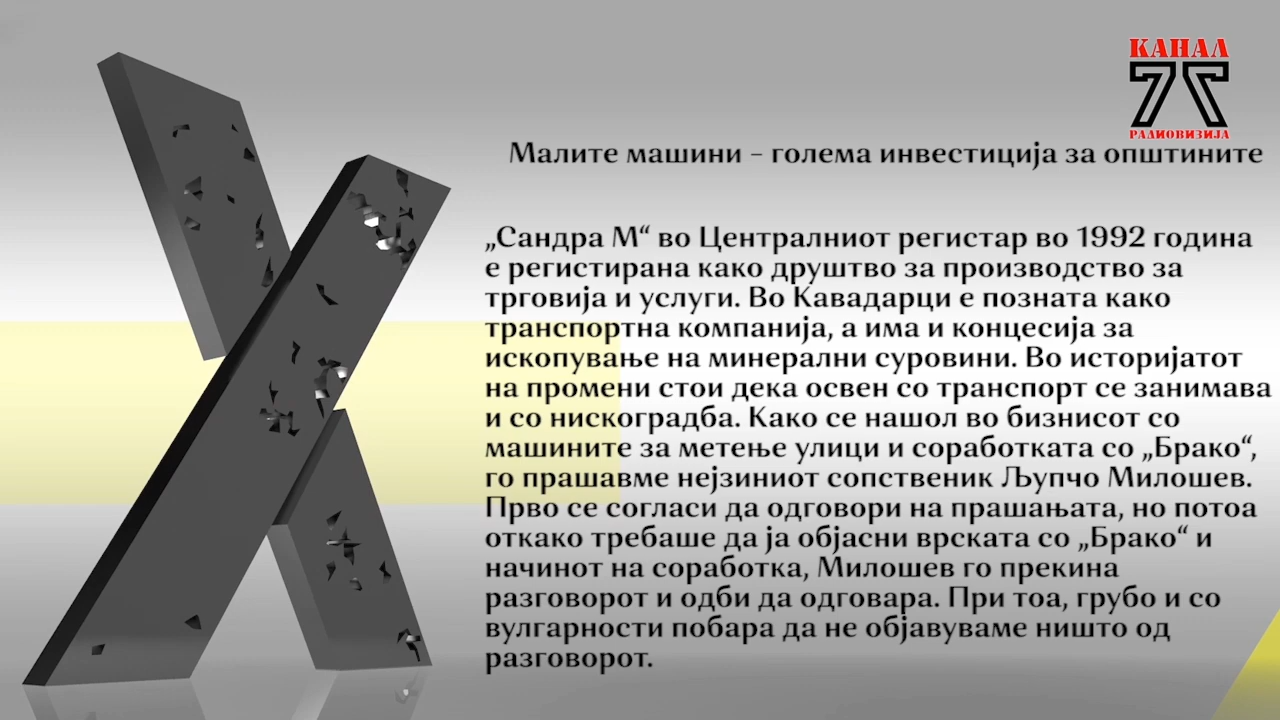 КАНАЛ
77
РАДИОВИЗИЈА
Малите машини – голема инвестиција за општините
„Сандра М“ во Централниот регистар во 1992 година
е регистирана како друштво за производство за
трговија и услуги. Во Кавадарци е позната како
транспортна компанија, а има и концесија за
ископување на минерални суровини. Во историјатот
на промени стои дека освен со транспорт се занимава
и со нискоградба. Како се нашол во бизнисот со
машините за метење улици и соработката со „Брако“,
го прашавме нејзиниот сопственик Љупчо Милошев.
Прво се согласи да одговори на прашањата, но потоа
откако требаше да ја објасни врската со „Брако“ и
начинот на соработка, Милошев го прекина
разговорот и одби да одговара. При тоа, грубо и со
вулгарности побара да не објавуваме ништо од
разговорот.